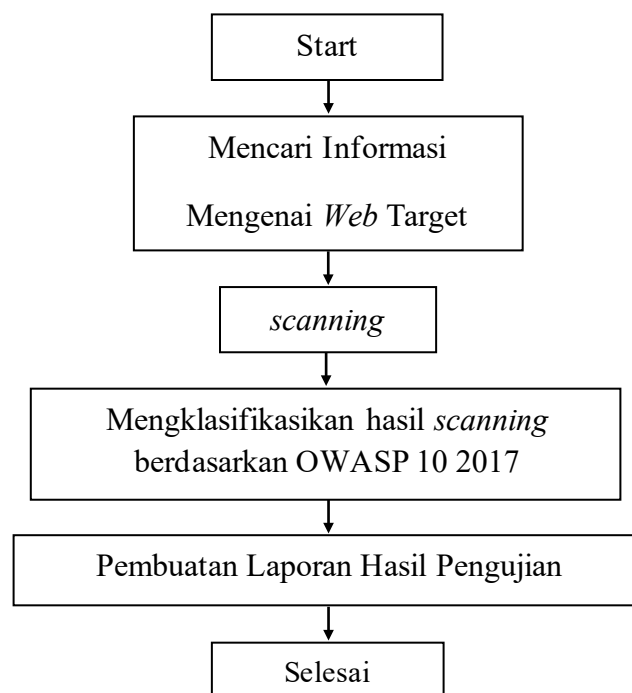 Start
Mencari Informasi
Mengenai Web Target
scanning
Mengklasifikasikan hasil scanning
berdasarkan OWASP 10 2017
Pembuatan Laporan Hasil Pengujian
Selesai